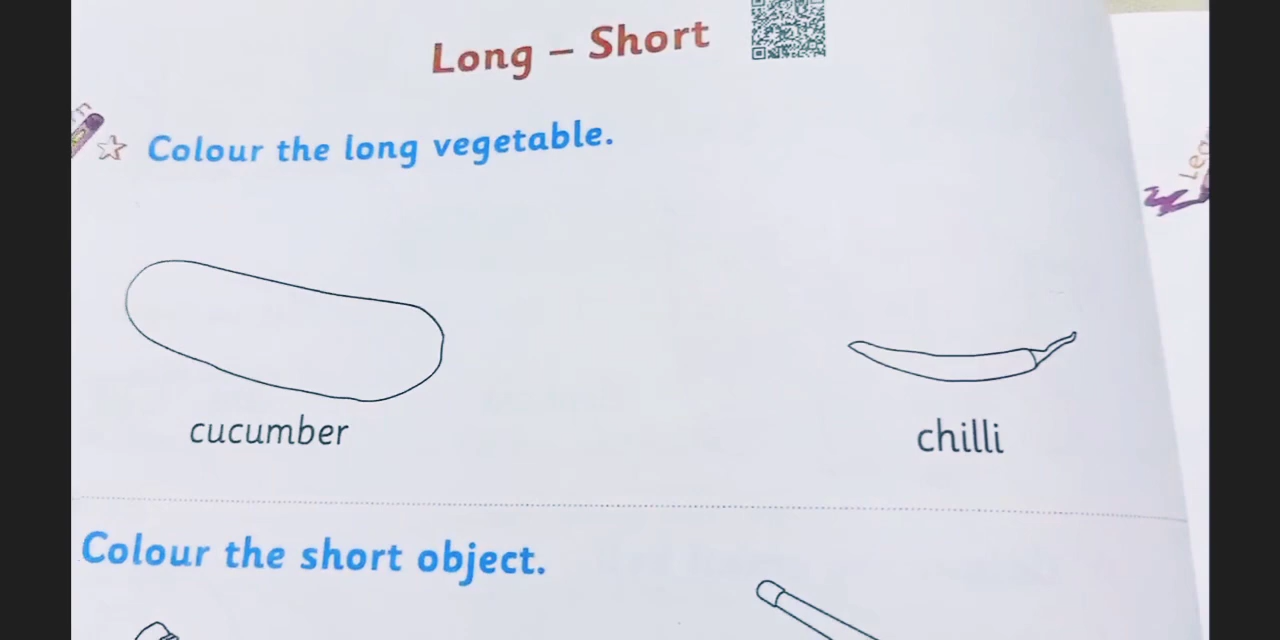 Long – Short
Colour the long vegetable.
cucumber
chilli
Colour the short object.